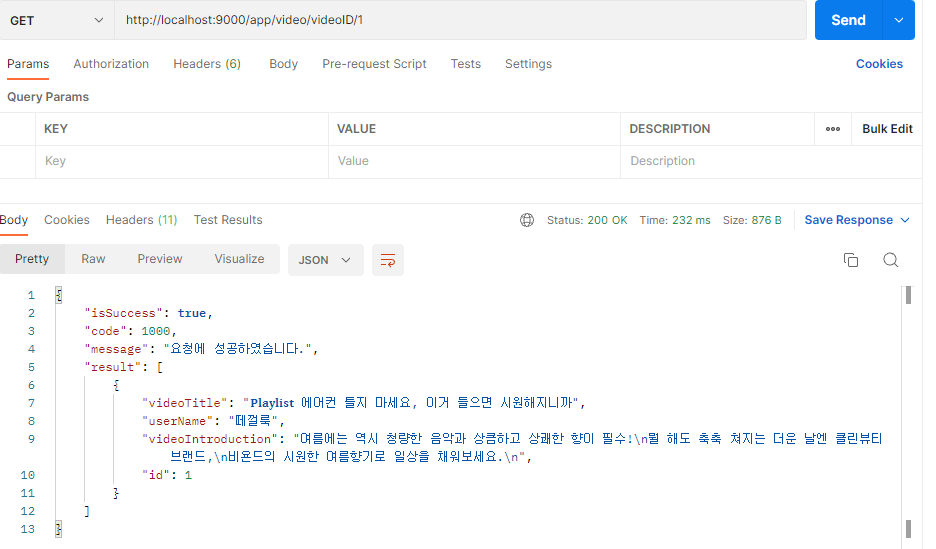 GET http://localhost:9000/app/video/videoID/1 Send
Params Authorization Headers (6) Body Pre-request Script Tests Settings Cookies
Query Params
KEY VALUE DESCRIPTION ooo Bulk Edit
Key Value Description
Body Cookies Headers (11) Test Results Status: 200 OK Time: 232 ms Size: 876 B Save Response
Pretty Raw Preview Visualize JSON
1 {
2 "isSuccess": true,
3 "code": 1000,
4 "message": "요청에 성공하였습니다.",
5 "result": [
6 {
7 "videoTitle": "Playlist 에어컨 틀지 마세요, 이거 들으면 시원해지니까",
8 "userName": "떼껄룩",
9 "videoIntroduction": "여름에는 역시 청량한 음악과 상큼하고 상쾌한 향이 필수!\n뭘 해도 축축 쳐지는 더운 날엔 클린뷰티
브랜드,\n비욘드의 시원한 여름향기로 일상을 채워보세요.\n",
10 "id": 1
11 }
12 ]
13 }